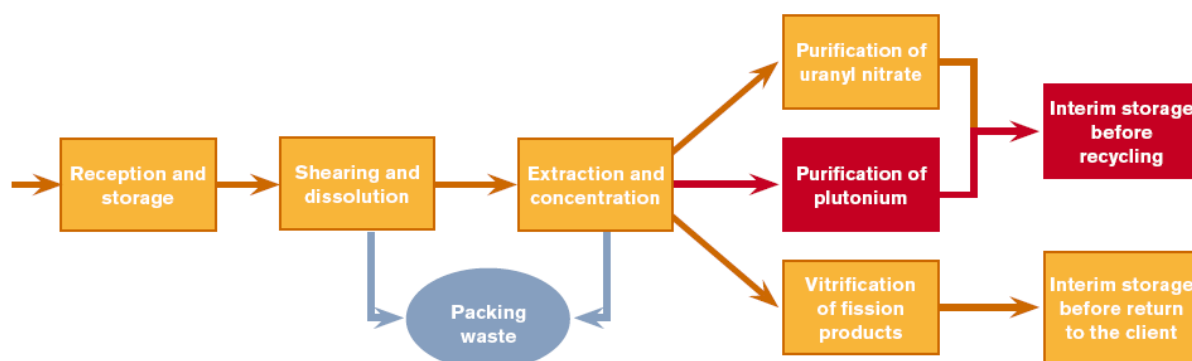 Reception and
storage
Shearing and
dissolution
Extraction and
concentration
Packing
waste
Purification of
uranyl nitrate
Purification of
plutonium
Vitrification
of fission
products
Interim storage
before
recycling
Interim storage
before return
to the client